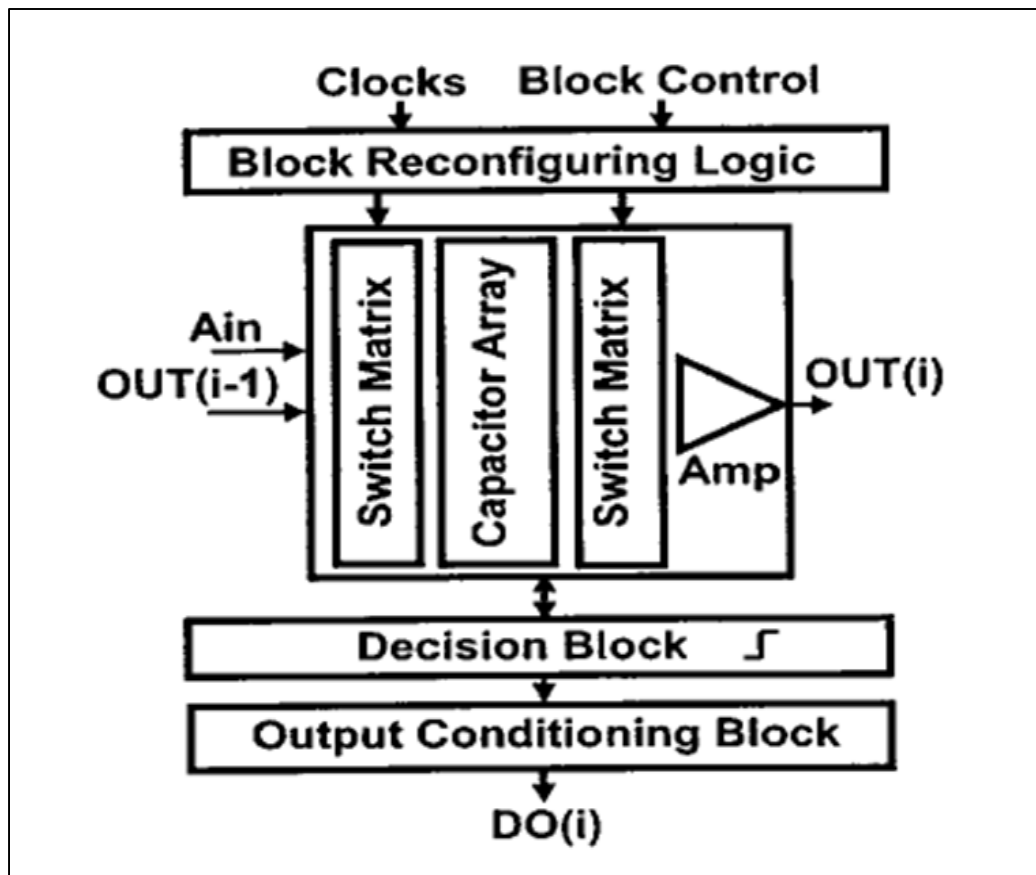 Clocks Block Control
Block Reconfiguring Logic
Switch Matrix
Capacitor Array
Switch Matrix
Ain
OUT(i-1)
OUT(i)
Amp
Decision Block
Output Conditioning Block
DO(i)